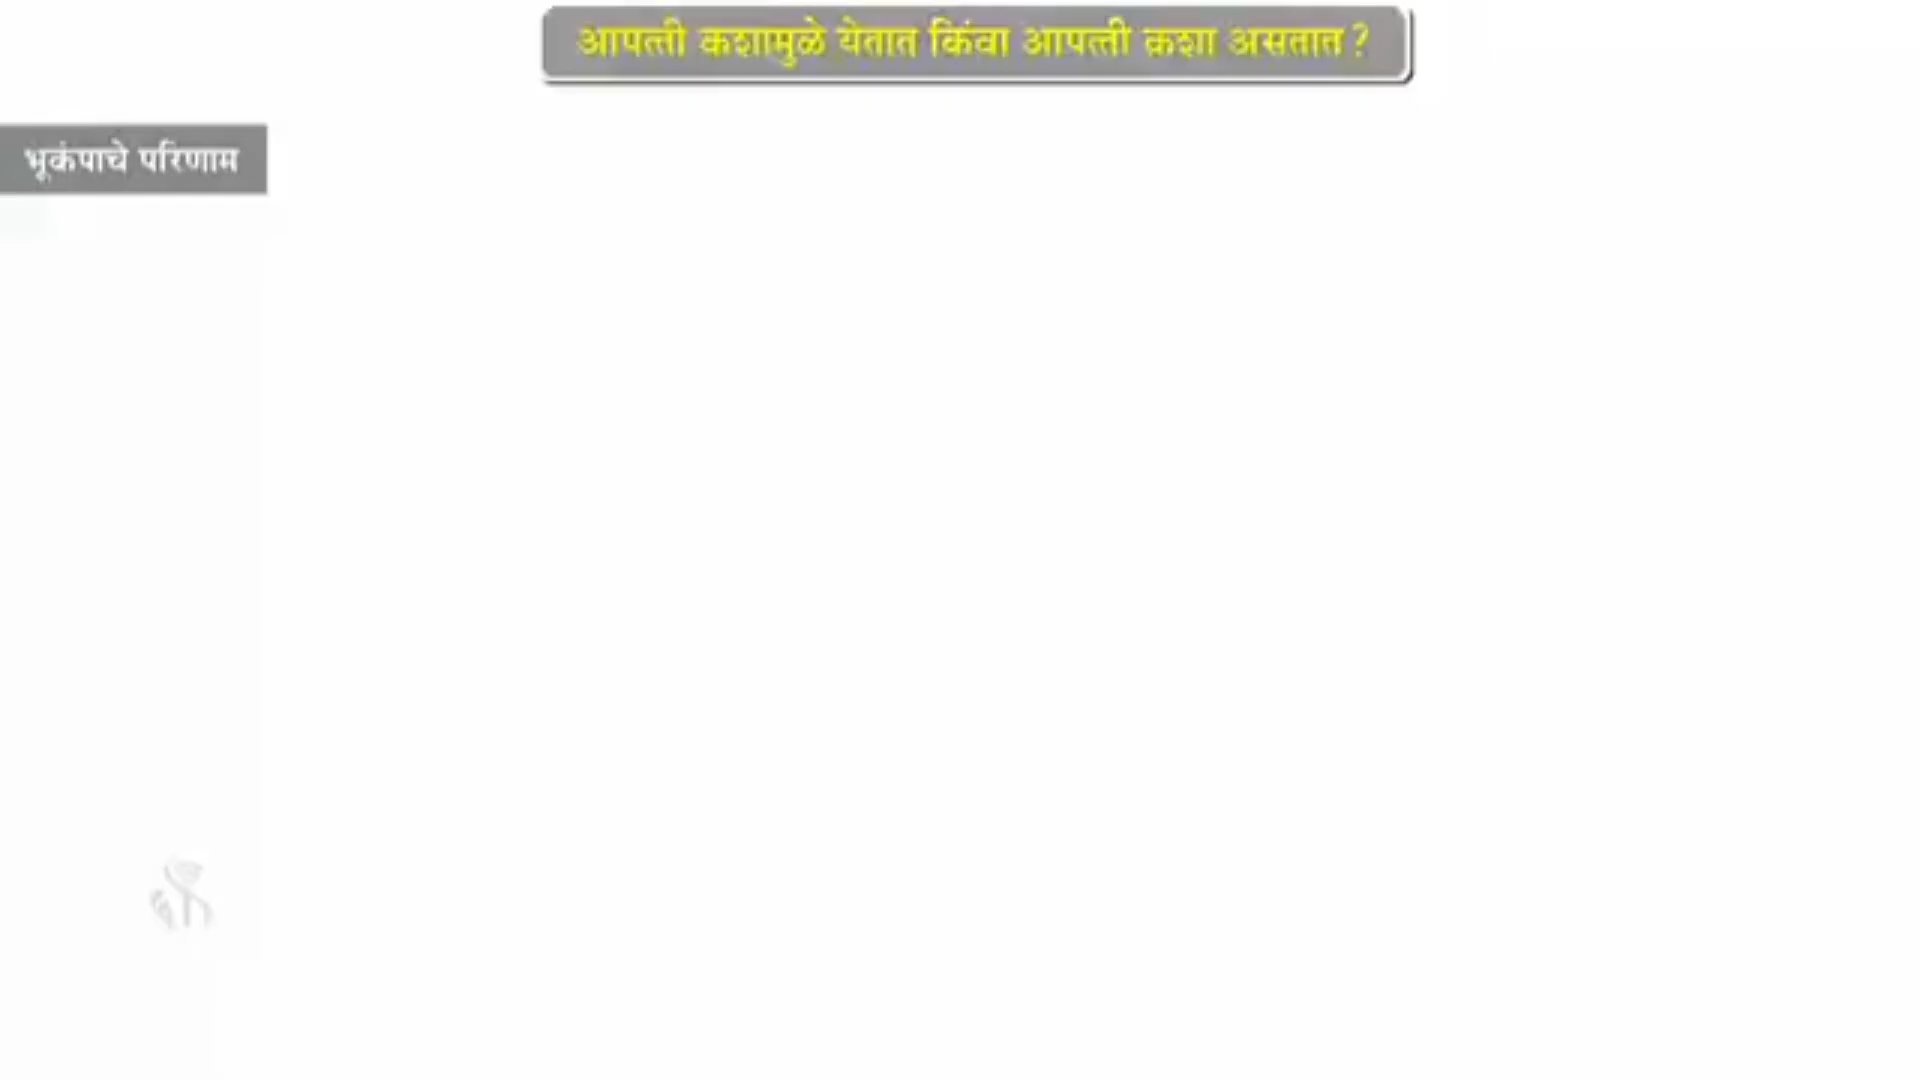 आपत्ती कशामुळे येतात किंवा आपत्ती कशा असतात ?
भूकंपाचे परिणाम